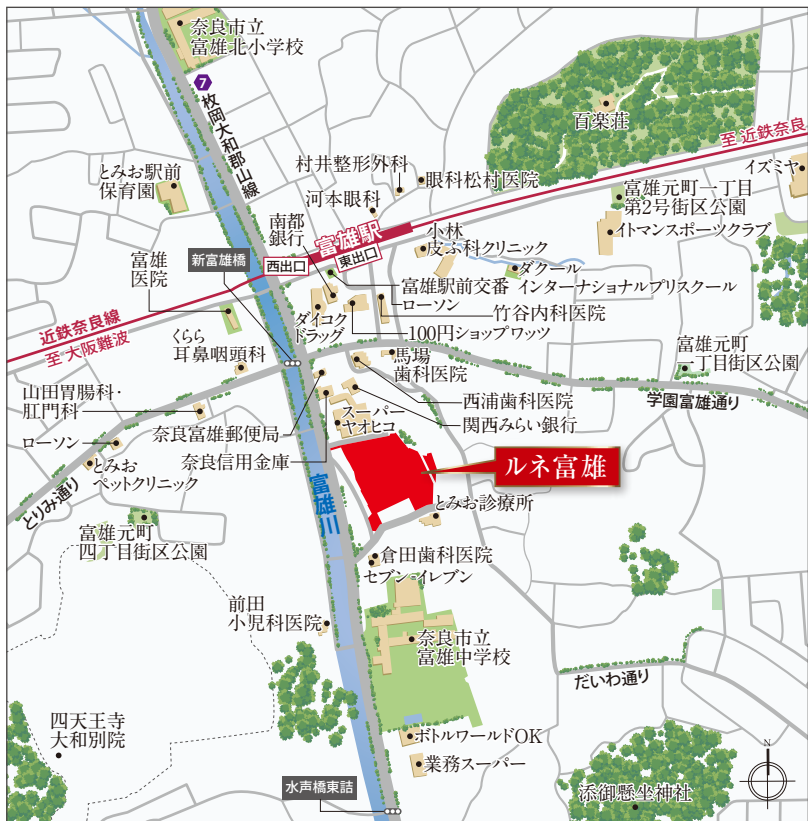 奈良市立
富雄北小学校
7
枚岡大和郡山線
百楽荘
至 近鉄奈良
とみお駅前
保育園
村井整形外科
眼科松村医院
イズミヤ
河本眼科
富雄元町一丁目
第2号街区公園
南都
銀行
富雄駅
小林
皮ふ科クリニック
イトマンスポーツクラブ
新富雄橋
西出口
東出口
富雄
医院
ダクール
インターナショナルプリスクール
富雄駅前交番
ローソン
竹谷内科医院
近鉄奈良線
至 大阪難波
ダイコク
ドラッグ
100円ショップワッツ
くらら
耳鼻咽頭科
馬場
歯科医院
富雄元町
一丁目街区公園
山田胃腸科・
肛門科
西浦歯科医院
学園富雄通り
関西みらい銀行
スーパー
ヤオヒコ
ローソン
奈良富雄郵便局
奈良信用金庫
とみお
ペットクリニック
ルネ富雄
とりみ通り
富雄川
とみお診療所
富雄元町
四丁目街区公園
倉田歯科医院
セブン-イレブン
前田
小児科医院
奈良市立
富雄中学校
だいわ通り
四天王寺
大和別院
ボトルワールドOK
業務スーパー
N
水声橋東詰
添御懸坐神社